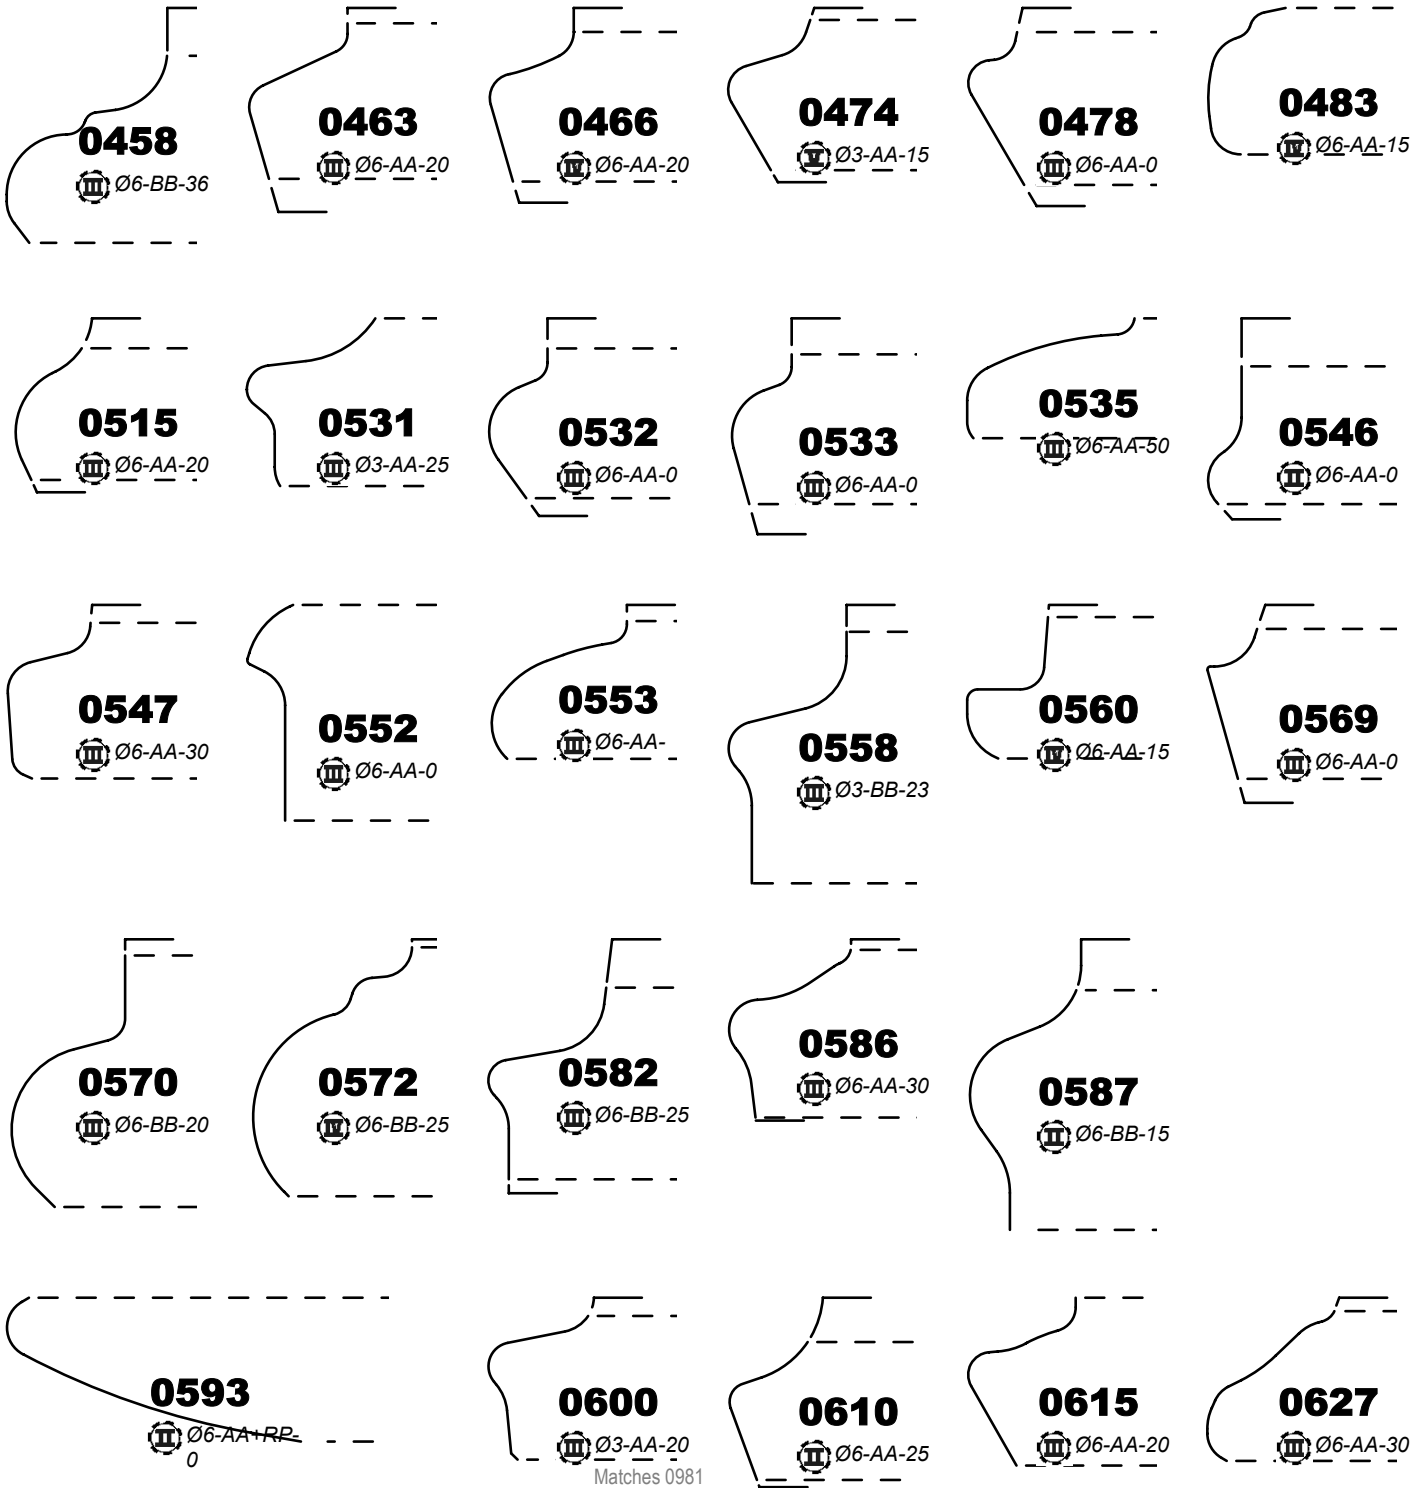 0458
III Ø6-BB-36
0463
III Ø6-AA-20
0466
IV Ø6-AA-20
0474
V Ø3-AA-15
0478
III Ø6-AA-0
0483
IV Ø6-AA-15
0515
III Ø6-AA-20
0531
III Ø3-AA-25
0532
III Ø6-AA-0
0533
III Ø6-AA-0
0535
III Ø6-AA-50
0546
II Ø6-AA-0
0547
III Ø6-AA-30
0552
III Ø6-AA-0
0553
III Ø6-AA-
0558
III Ø3-BB-23
0560
IV Ø6-AA-15
0569
III Ø6-AA-0
0570
III Ø6-BB-20
0572
IV Ø6-BB-25
0582
III Ø6-BB-25
0586
III Ø6-AA-30
0587
II Ø6-BB-15
0593
II Ø6-AA+RP-
0
0600
III Ø3-AA-20
Matches 0981
0610
II Ø6-AA-25
0615
III Ø6-AA-20
0627
III Ø6-AA-30